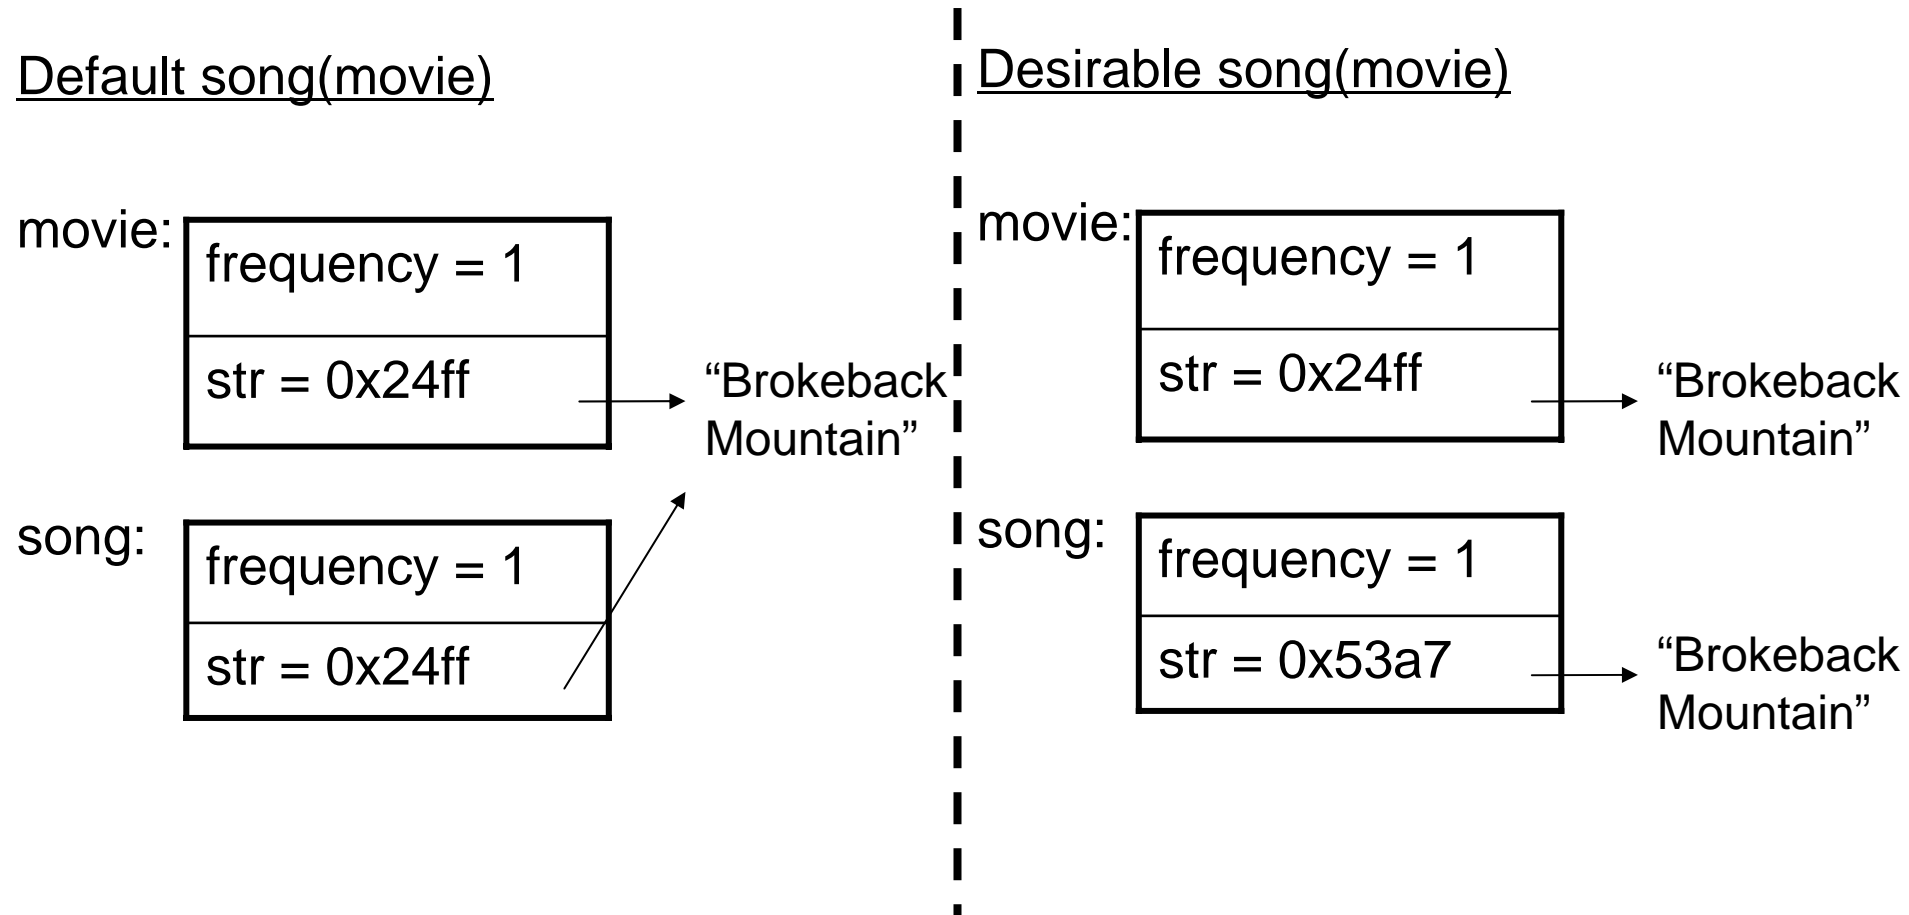 Default song(movie)
movie:
frequency = 1
str = 0x24ff
“Brokeback
Mountain”
song:
frequency = 1
str = 0x24ff
Desirable song(movie)
movie:
frequency = 1
str = 0x24ff
“Brokeback
Mountain”
song:
frequency = 1
str = 0x53a7
“Brokeback
Mountain”